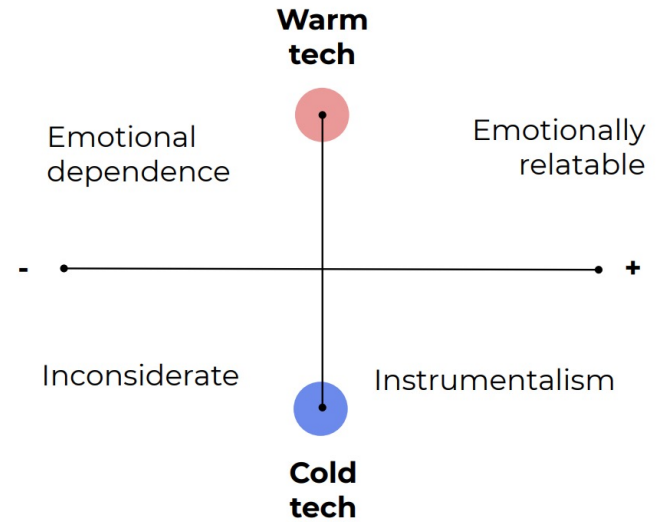 Warm
tech
Emotional
dependence
Emotionally
relatable
-
+
Inconsiderate
Instrumentalism
Cold
tech